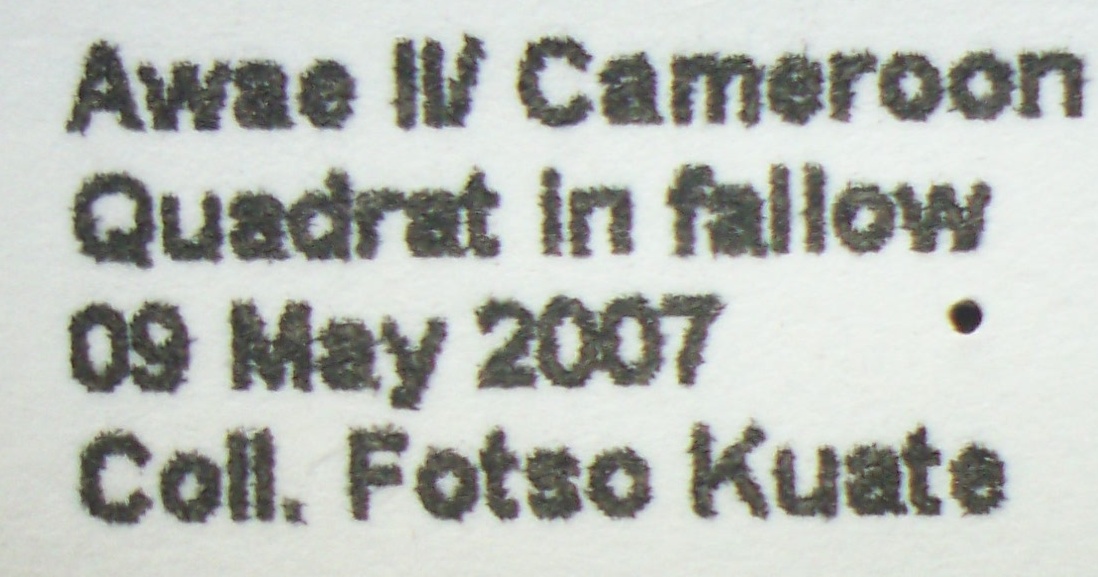 Awae II/ Cameroon
Quadrat in fallow
09 May 2007
Coll. Fotso Kuate